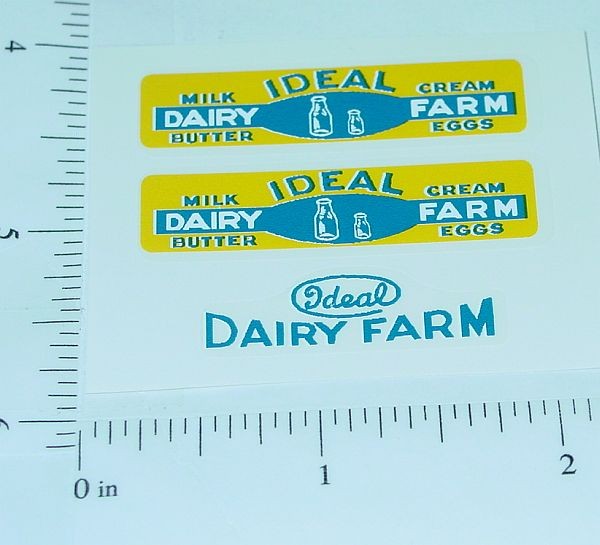 IDEAL
MILK CREAM
DAIRY FARM
BUTTER EGGS
IDEAL
MILK CREAM
DAIRY FARM
BUTTER EGGS
Ideal
DAIRY FARM
4
5
6
0 in 1 2